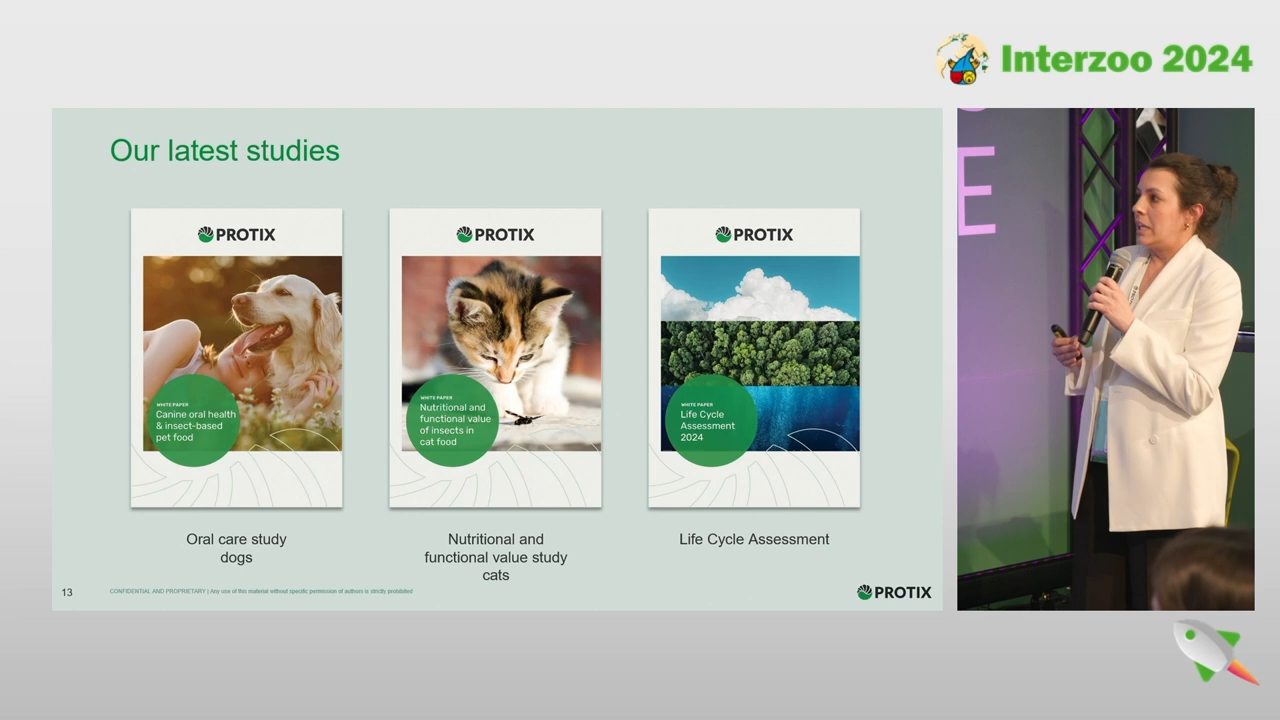 Interzoo 2024
Our latest studies
PROTIX
WHITE PAPER
Canine oral health
& insect-based
pet food
Oral care study
dogs
PROTIX
WHITE PAPER
Nutritional and
functional value
of insects in
cat food
Nutritional and
functional value study
cats
PROTIX
WHITE PAPER
Life Cycle
Assessment
2024
Life Cycle Assessment
13
CONFIDENTIAL AND PROPRIETARY | Any use of this material without specific permission of authors is strictly prohibited
PROTIX
E